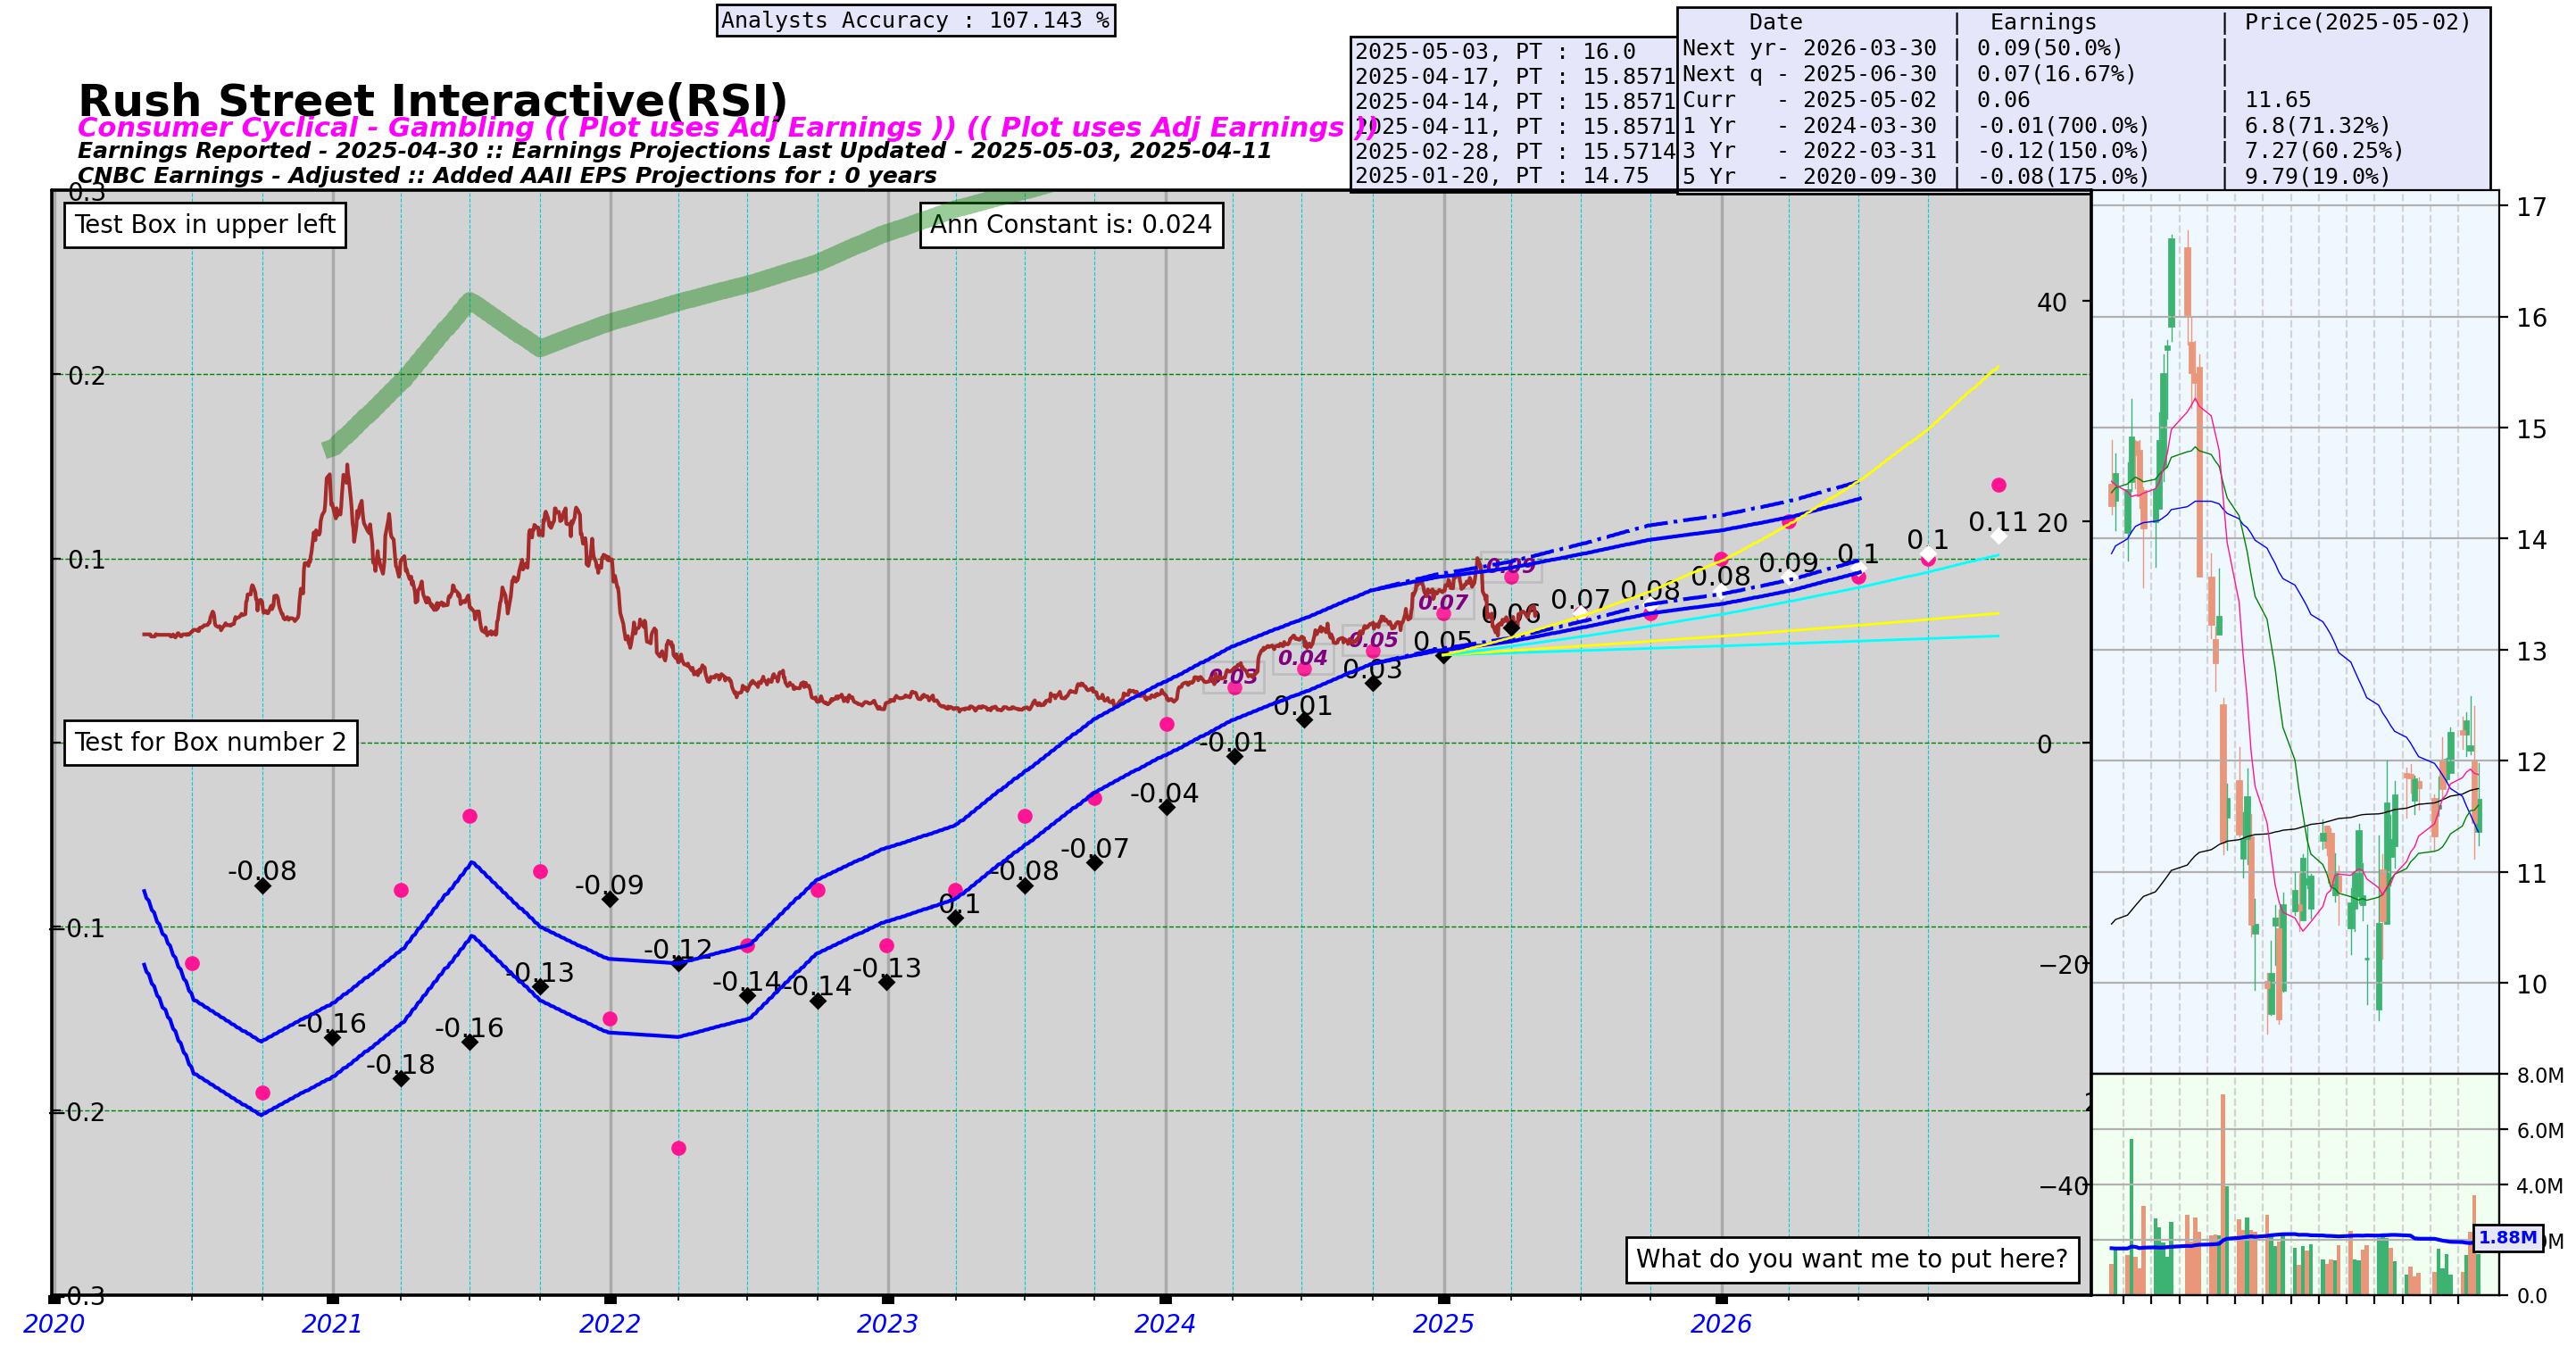 Analysts Accuracy : 107.143 %
Date | Earnings | Price(2025-05-02)
Next yr- 2026-03-30 | 0.09(50.0%) |
Next q - 2025-06-30 | 0.07(16.67%) |
Curr - 2025-05-02 | 0.06 | 11.65
1 Yr - 2024-03-30 | -0.01(700.0%) | 6.8(71.32%)
3 Yr - 2022-03-31 | -0.12(150.0%) | 7.27(60.25%)
5 Yr - 2020-09-30 | -0.08(175.0%) | 9.79(19.0%)
2025-05-03, PT : 16.0
2025-04-17, PT : 15.8571
2025-04-14, PT : 15.8571
2025-04-11, PT : 15.8571
2025-02-28, PT : 15.5714
2025-01-20, PT : 14.75
Rush Street Interactive(RSI)
Consumer Cyclical - Gambling (( Plot uses Adj Earnings )) (( Plot uses Adj Earnings ))
Earnings Reported - 2025-04-30 :: Earnings Projections Last Updated - 2025-05-03, 2025-04-11
CNBC Earnings - Adjusted :: Added AAII EPS Projections for : 0 years
Test Box in upper left
Ann Constant is: 0.024
Test for Box number 2
What do you want me to put here?
0.3
0.2
0.1
-0.1
-0.2
-0.3
-0.08
-0.16
-0.18
-0.16
-0.13
-0.09
-0.12
-0.14
-0.14
-0.13
0.1
-0.08
-0.07
-0.04
-0.01
0.01
0.03
0.05
0.06
0.07
0.08
0.08
0.09
0.1
0.1
0.11
0.03
0.04
0.05
0.07
0.09
40
20
0
−20
−40
17
16
15
14
13
12
11
10
8.0M
6.0M
4.0M
1.88M
0.0
2020
2021
2022
2023
2024
2025
2026